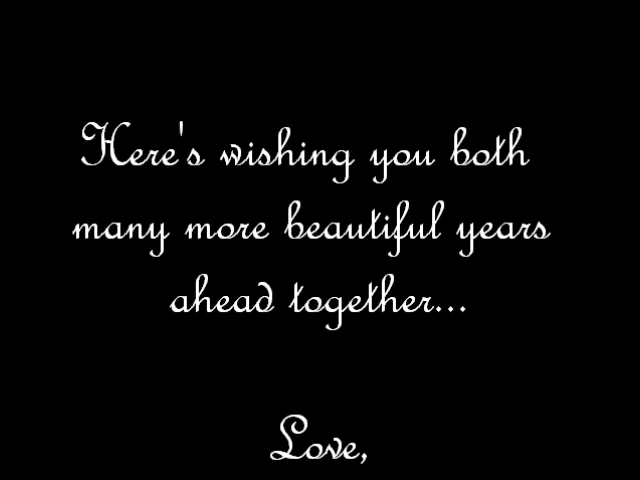 Here's wishing you both
many more beautiful years
ahead together...
Love,